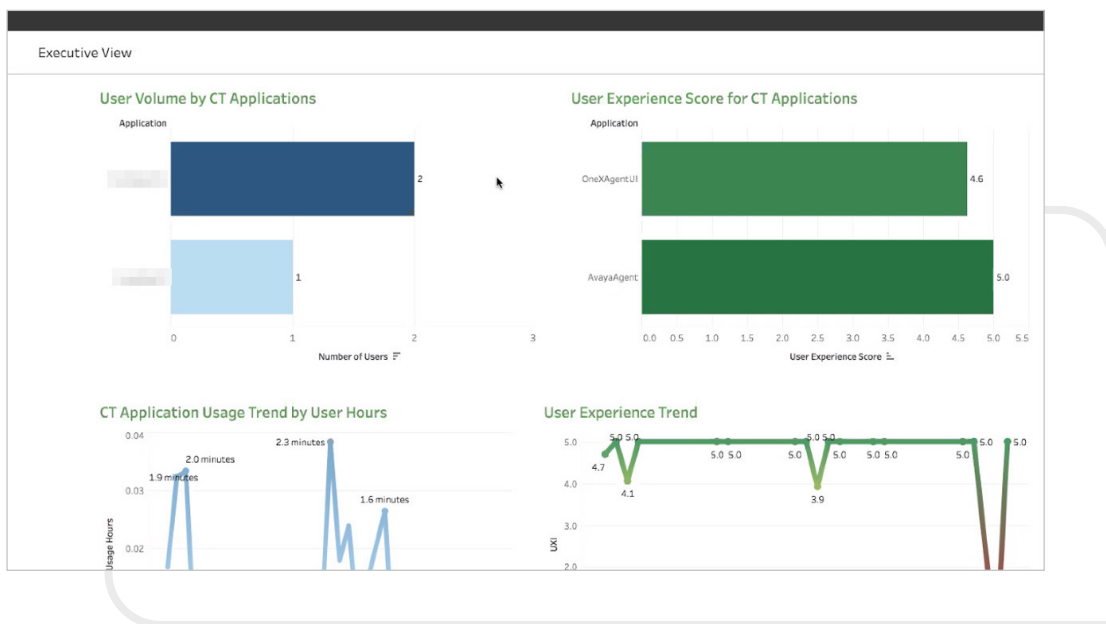 Executive View
User Volume by CT Applications
Application
2
1
0 1 2 3
Number of Users
User Experience Score for CT Applications
Application
OneXAgentUI
4.6
AvayaAgent
5.0
0.0 0.5 1.0 1.5 2.0 2.5 3.0 3.5 4.0 4.5 5.0 5.5
User Experience Score
CT Application Usage Trend by User Hours
0.04
2.3 minutes
2.0 minutes
1.9 minutes
0.03
1.6 minutes
0.02
Usage Hours
User Experience Trend
5.0 5.0 5.0 5.0 5.0 5.0 5.0
4.7 5.0 5.0 5.0 5.0 5.0 5.0 5.0
4.0
4.1 3.9
3.0
UXI
2.0